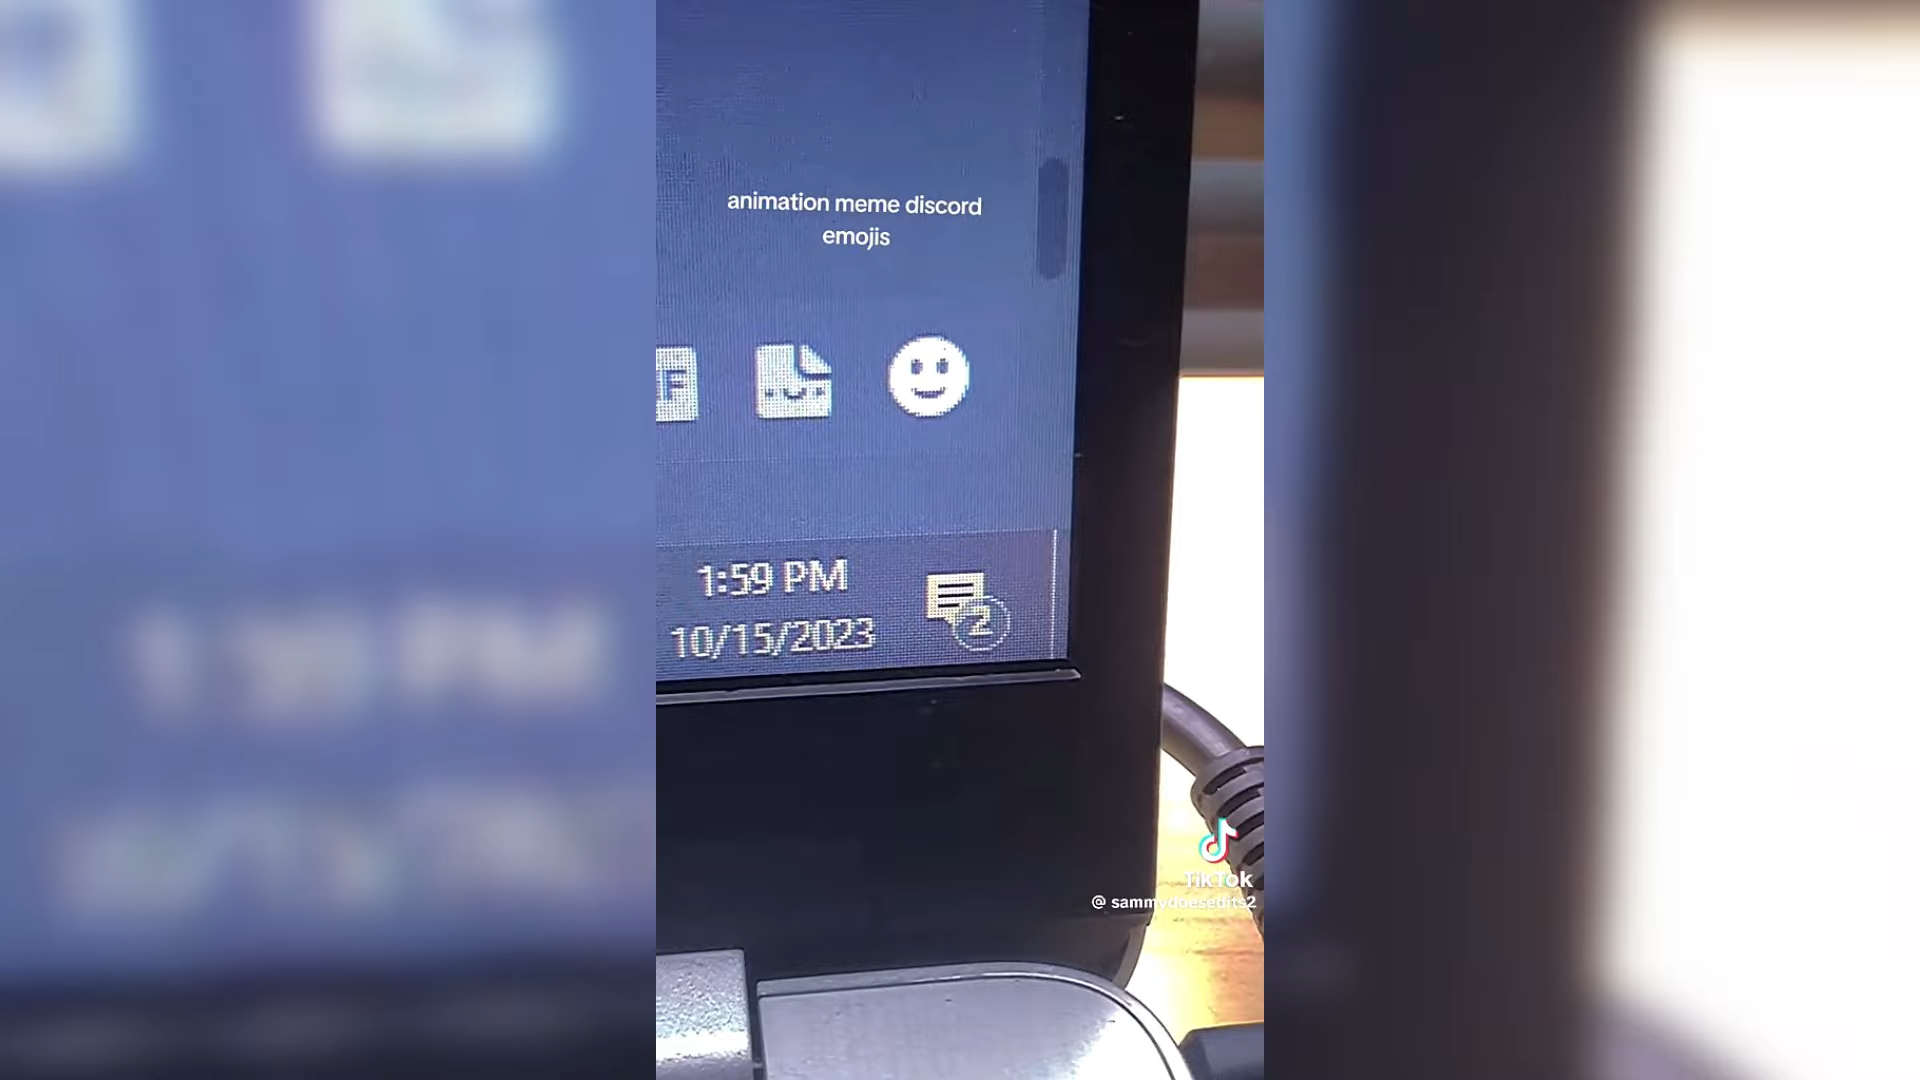 animation meme discord
emojis
F
1:59 PM
2
10/15/2023
TikTok
@ sammydoesedits2